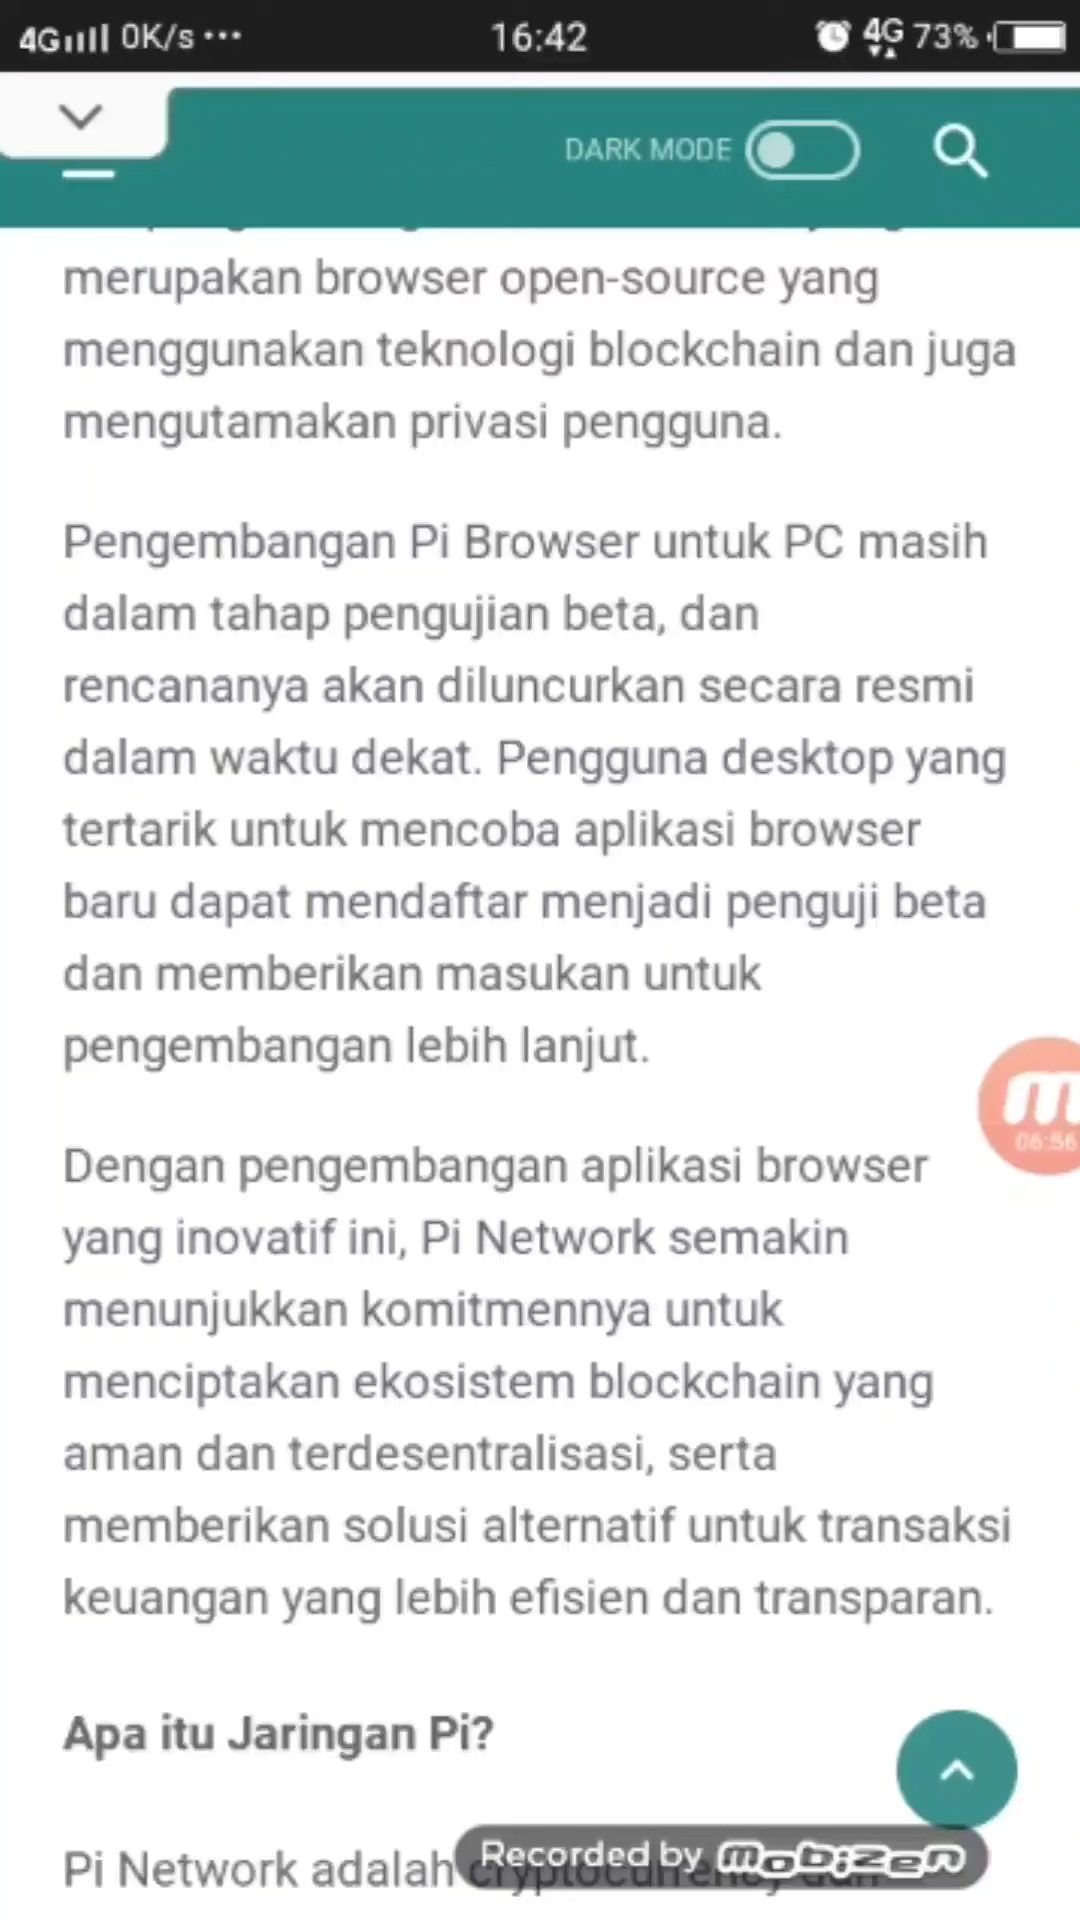 4G 0K/s ... 16:42 4G 73%
DARK MODE
merupakan browser open-source yang
menggunakan teknologi blockchain dan juga
mengutamakan privasi pengguna.
Pengembangan Pi Browser untuk PC masih
dalam tahap pengujian beta, dan
rencananya akan diluncurkan secara resmi
dalam waktu dekat. Pengguna desktop yang
tertarik untuk mencoba aplikasi browser
baru dapat mendaftar menjadi penguji beta
dan memberikan masukan untuk
pengembangan lebih lanjut.
m
06:56
Dengan pengembangan aplikasi browser
yang inovatif ini, Pi Network semakin
menunjukkan komitmennya untuk
menciptakan ekosistem blockchain yang
aman dan terdesentralisasi, serta
memberikan solusi alternatif untuk transaksi
keuangan yang lebih efisien dan transparan.
Apa itu Jaringan Pi?
Pi Network adalah cryptocurrency dan
Recorded by mobizen